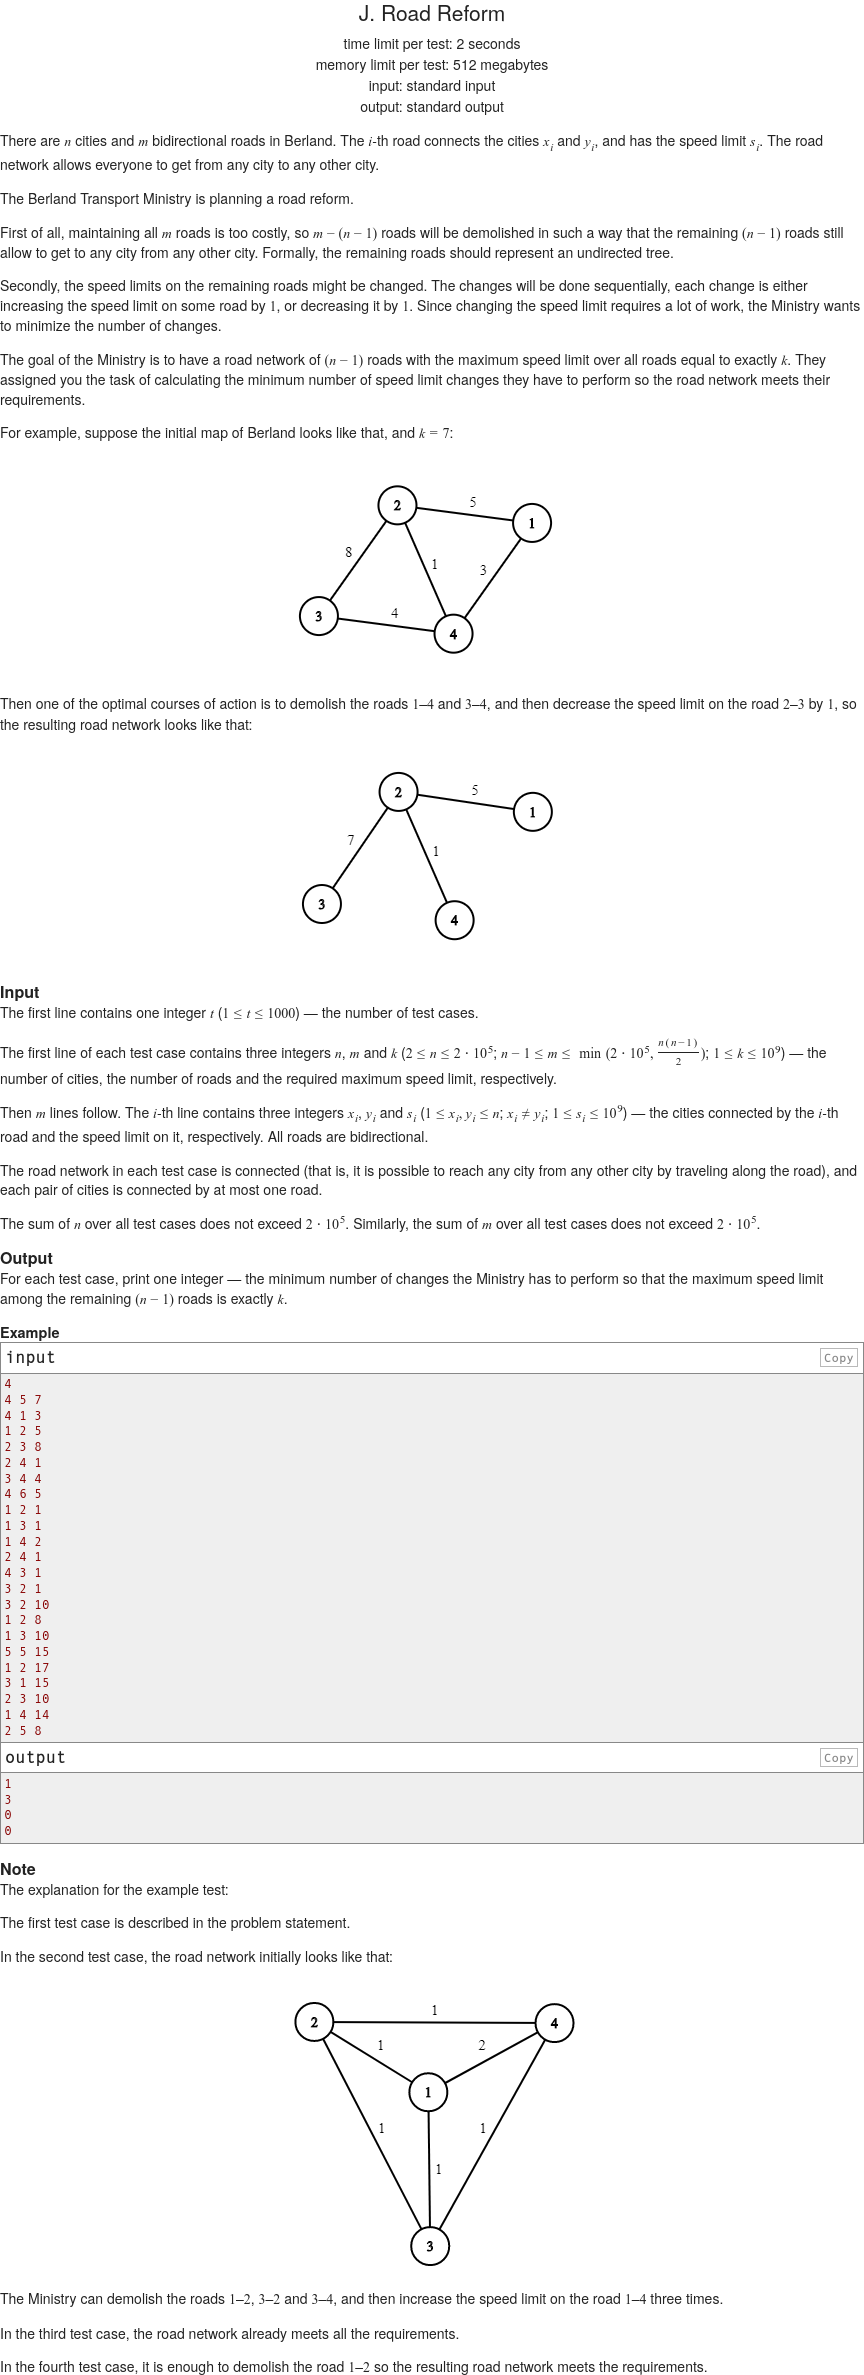 J. Road Reform
time limit per test: 2 seconds
memory limit per test: 512 megabytes
input: standard input
output: standard output
There are n cities and m bidirectional roads in Berland. The i-th road connects the cities x_i and y_i, and has the speed limit s_i. The road
network allows everyone to get from any city to any other city.
The Berland Transport Ministry is planning a road reform.
First of all, maintaining all m roads is too costly, so m − (n − 1) roads will be demolished in such a way that the remaining (n − 1) roads still
allow to get to any city from any other city. Formally, the remaining roads should represent an undirected tree.
Secondly, the speed limits on the remaining roads might be changed. The changes will be done sequentially, each change is either
increasing the speed limit on some road by 1, or decreasing it by 1. Since changing the speed limit requires a lot of work, the Ministry wants
to minimize the number of changes.
The goal of the Ministry is to have a road network of (n − 1) roads with the maximum speed limit over all roads equal to exactly k. They
assigned you the task of calculating the minimum number of speed limit changes they have to perform so the road network meets their
requirements.
For example, suppose the initial map of Berland looks like that, and k = 7:
2 5 1
8 1 3
3 4 4
Then one of the optimal courses of action is to demolish the roads 1–4 and 3–4, and then decrease the speed limit on the road 2–3 by 1, so
the resulting road network looks like that:
2 5 1
7 1
3 4
Input
The first line contains one integer t (1 ≤ t ≤ 1000) — the number of test cases.
The first line of each test case contains three integers n, m and k (2 ≤ n ≤ 2 · 10^5; n − 1 ≤ m ≤ min (2 · 10^5, n(n−1)/2); 1 ≤ k ≤ 10^9) — the
number of cities, the number of roads and the required maximum speed limit, respectively.
Then m lines follow. The i-th line contains three integers x_i, y_i and s_i (1 ≤ x_i, y_i ≤ n; x_i ≠ y_i; 1 ≤ s_i ≤ 10^9) — the cities connected by the i-th
road and the speed limit on it, respectively. All roads are bidirectional.
The road network in each test case is connected (that is, it is possible to reach any city from any other city by traveling along the road), and
each pair of cities is connected by at most one road.
The sum of n over all test cases does not exceed 2 · 10^5. Similarly, the sum of m over all test cases does not exceed 2 · 10^5.
Output
For each test case, print one integer — the minimum number of changes the Ministry has to perform so that the maximum speed limit
among the remaining (n − 1) roads is exactly k.
Example
input Copy
4
4 5 7
4 1 3
1 2 5
2 3 8
2 4 1
3 4 4
4 6 5
1 2 1
1 3 1
1 4 2
2 4 1
4 3 1
3 2 1
3 2 10
1 2 8
1 3 10
5 5 15
1 2 17
3 1 15
2 3 10
1 4 14
2 5 8
output Copy
1
3
0
0
Note
The explanation for the example test:
The first test case is described in the problem statement.
In the second test case, the road network initially looks like that:
2 1 4
1 2
1
1 1
1
3
The Ministry can demolish the roads 1–2, 3–2 and 3–4, and then increase the speed limit on the road 1–4 three times.
In the third test case, the road network already meets all the requirements.
In the fourth test case, it is enough to demolish the road 1–2 so the resulting road network meets the requirements.